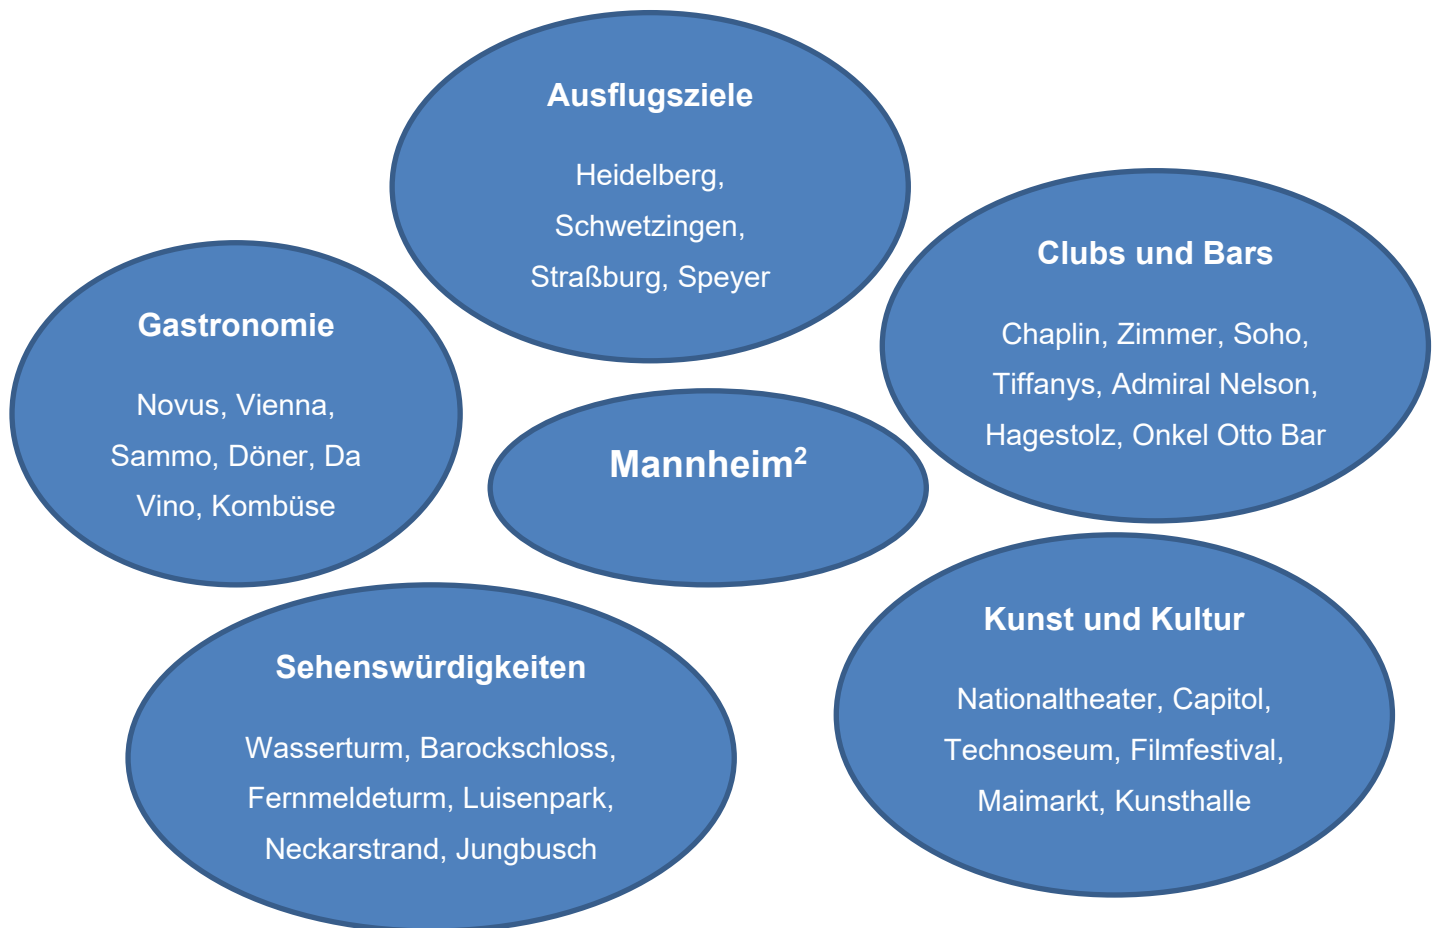 Ausflugsziele
Heidelberg,
Schwetzingen,
Straßburg, Speyer
Clubs und Bars
Chaplin, Zimmer, Soho,
Tiffanys, Admiral Nelson,
Hagestolz, Onkel Otto Bar
Gastronomie
Novus, Vienna,
Sammo, Döner, Da
Vino, Kombüse
Mannheim²
Kunst und Kultur
Nationaltheater, Capitol,
Technoseum, Filmfestival,
Maimarkt, Kunsthalle
Sehenswürdigkeiten
Wasserturm, Barockschloss,
Fernmeldeturm, Luisenpark,
Neckarstrand, Jungbusch